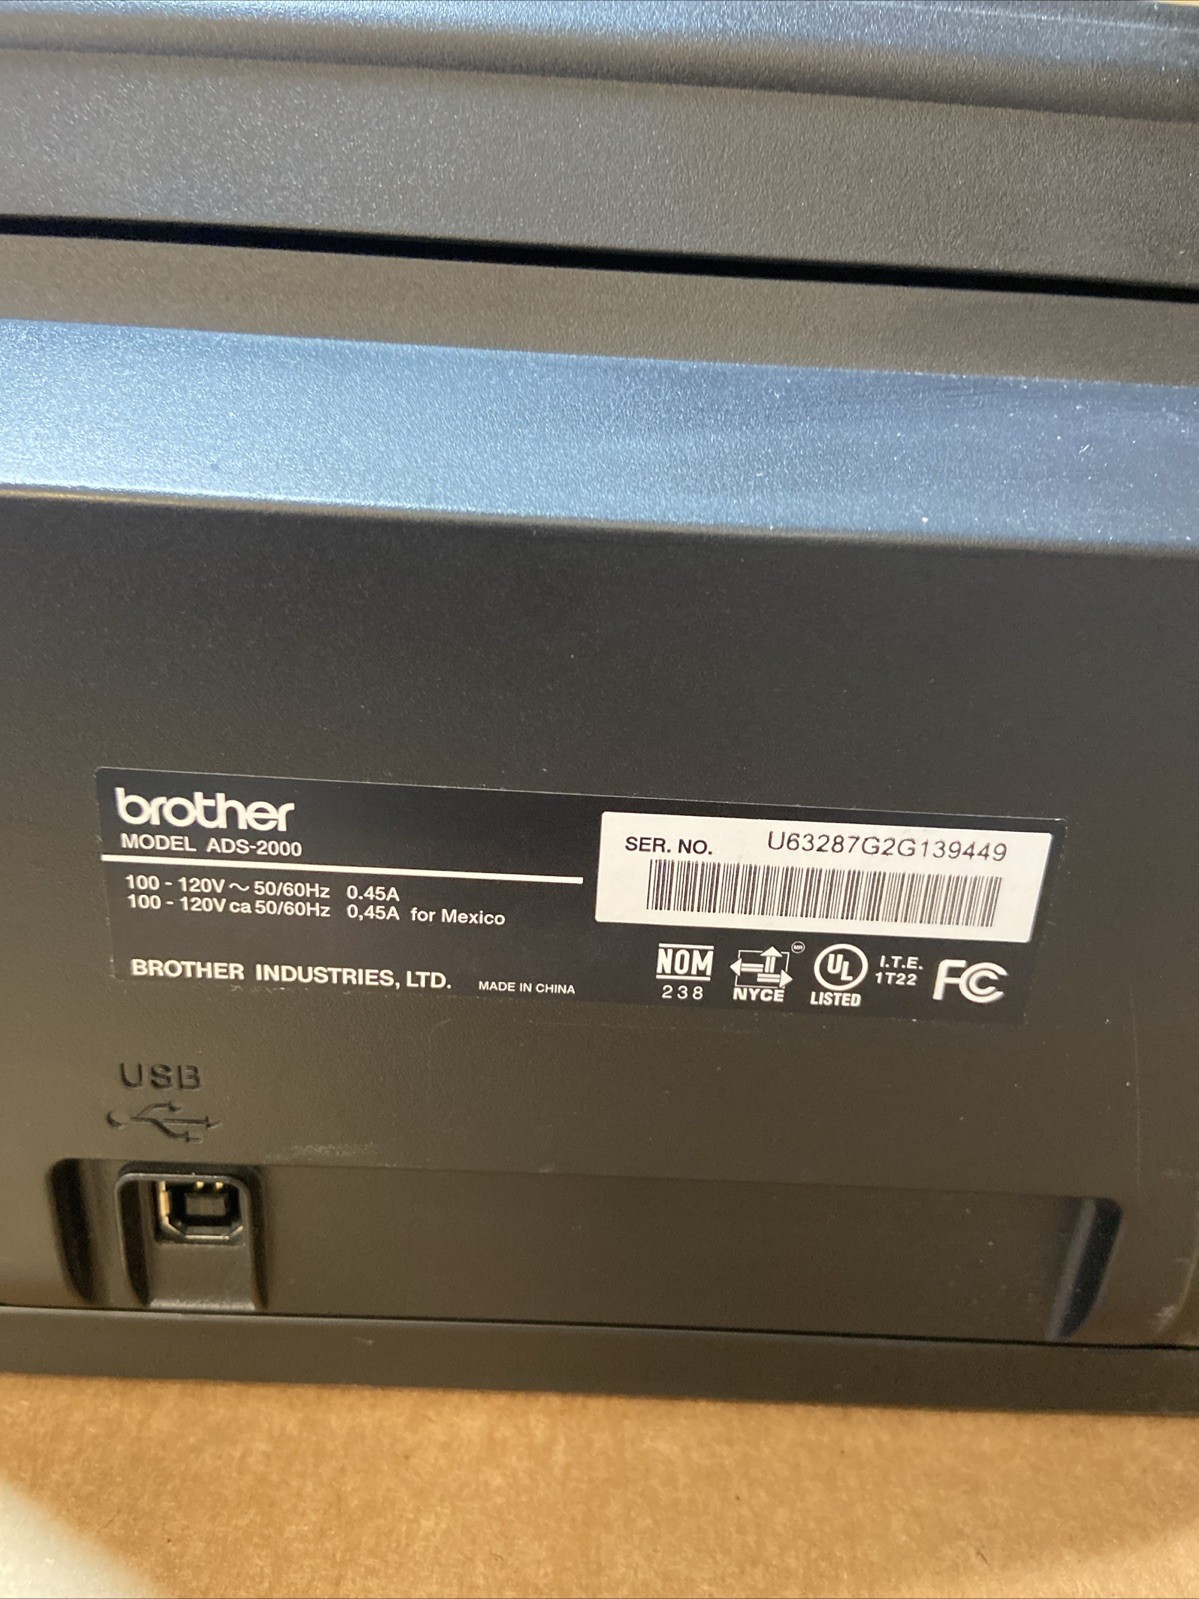 brother
MODEL ADS-2000
100 - 120V ~ 50/60Hz 0.45A
100 - 120V ca 50/60Hz 0,45A for Mexico
BROTHER INDUSTRIES, LTD. MADE IN CHINA
SER. NO. U63287G2G139449
NOM
238
NYCE
MR
UL
LISTED
I.T.E.
1T22
FC
USB